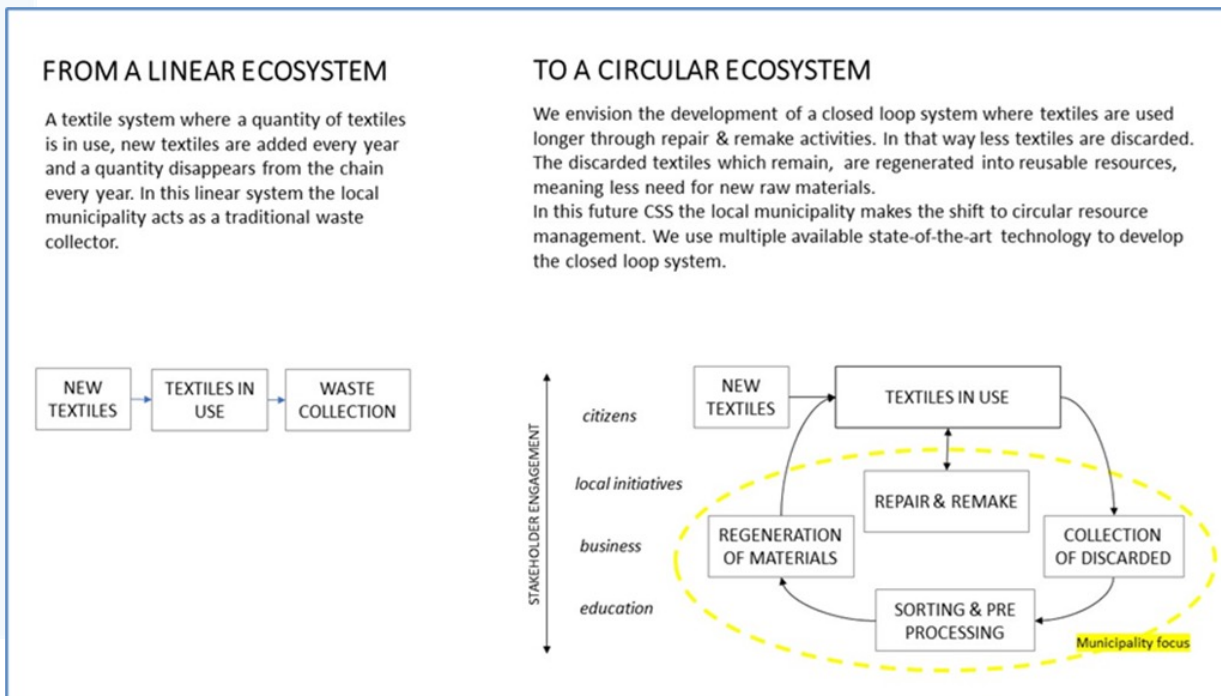 FROM A LINEAR ECOSYSTEM
A textile system where a quantity of textiles
is in use, new textiles are added every year
and a quantity disappears from the chain
every year. In this linear system the local
municipality acts as a traditional waste
collector.
NEW
TEXTILES
TEXTILES IN
USE
WASTE
COLLECTION
TO A CIRCULAR ECOSYSTEM
We envision the development of a closed loop system where textiles are used
longer through repair & remake activities. In that way less textiles are discarded.
The discarded textiles which remain, are regenerated into reusable resources,
meaning less need for new raw materials.
In this future CSS the local municipality makes the shift to circular resource
management. We use multiple available state-of-the-art technology to develop
the closed loop system.
STAKEHOLDER ENGAGEMENT
citizens
local initiatives
business
education
NEW
TEXTILES
TEXTILES IN USE
REPAIR & REMAKE
REGENERATION
OF MATERIALS
COLLECTION
OF DISCARDED
SORTING & PRE
PROCESSING
Municipality focus